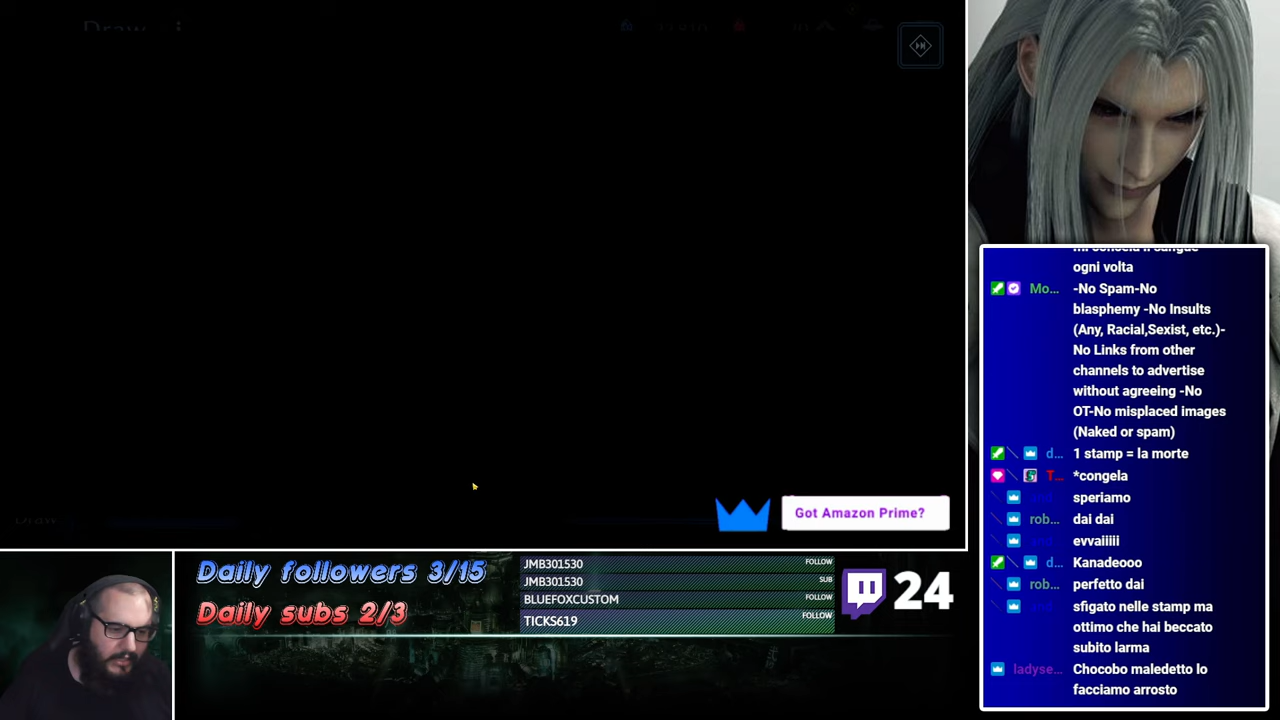 Draw
Got Amazon Prime?
Draw
Daily followers 3/15
Daily subs 2/3
JMB301530 FOLLOW
JMB301530 SUB
BLUEFOXCUSTOM FOLLOW
TICKS619 FOLLOW
24
ogni volta
Mo... -No Spam-No
blasphemy -No Insults
(Any, Racial,Sexist, etc.)-
No Links from other
channels to advertise
without agreeing -No
OT-No misplaced images
(Naked or spam)
d... 1 stamp = la morte
T... *congela
speriamo
rob... dai dai
evvaiiiii
d... Kanadeooo
rob... perfetto dai
sfigato nelle stamp ma
ottimo che hai beccato
subito larma
ladyse... Chocobo maledetto lo
facciamo arrosto